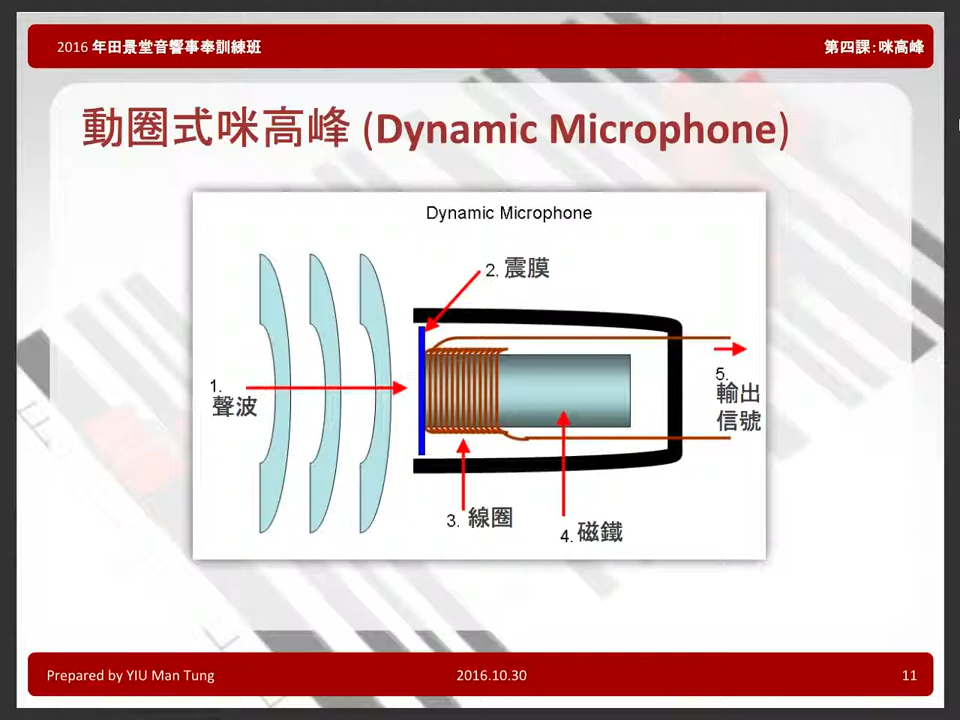 2016 年田景堂音響事奉訓練班
第四課：咪高峰
動圈式咪高峰 (Dynamic Microphone)
Dynamic Microphone
2. 震膜
1.
聲波
5.
輸出
信號
3. 線圈
4. 磁鐵
Prepared by YIU Man Tung
2016.10.30
11